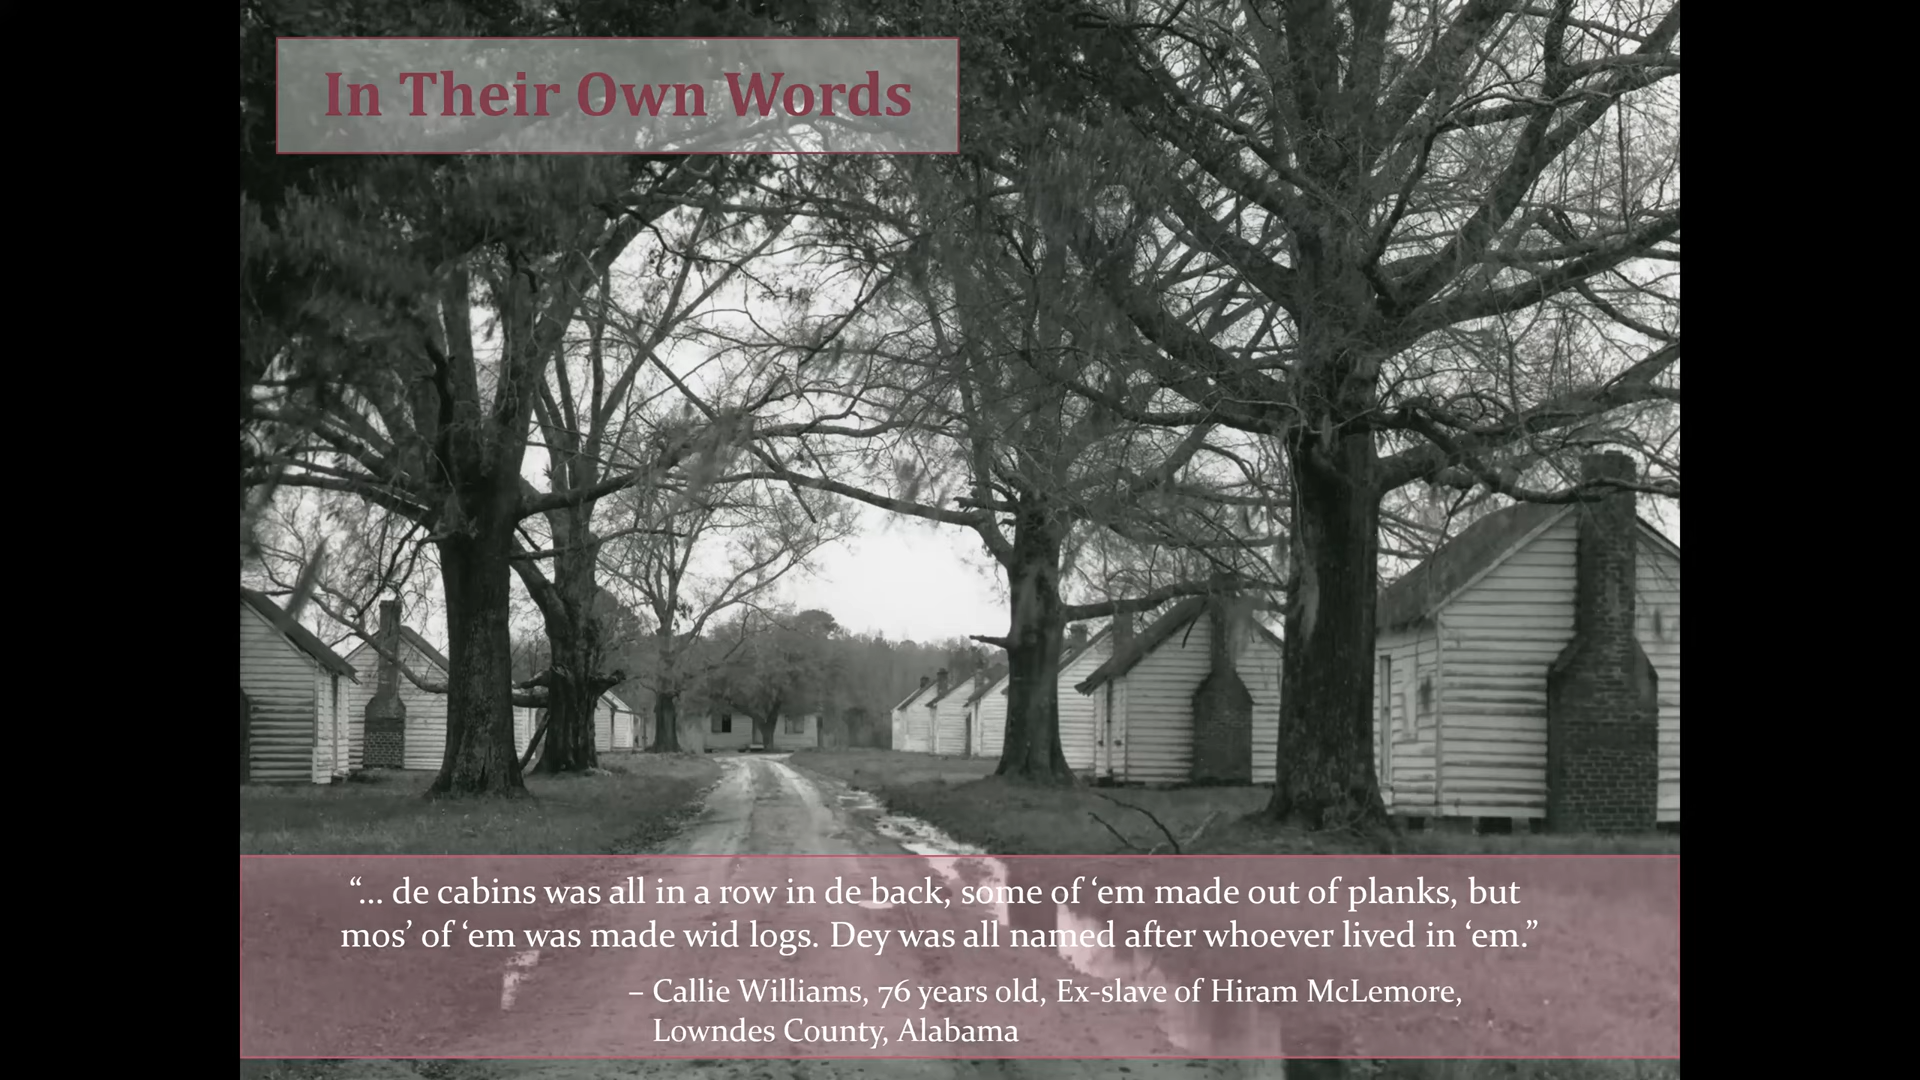 In Their Own Words
“... de cabins was all in a row in de back, some of ‘em made out of planks, but
mos’ of ‘em was made wid logs. Dey was all named after whoever lived in ‘em.”
– Callie Williams, 76 years old, Ex-slave of Hiram McLemore,
Lowndes County, Alabama